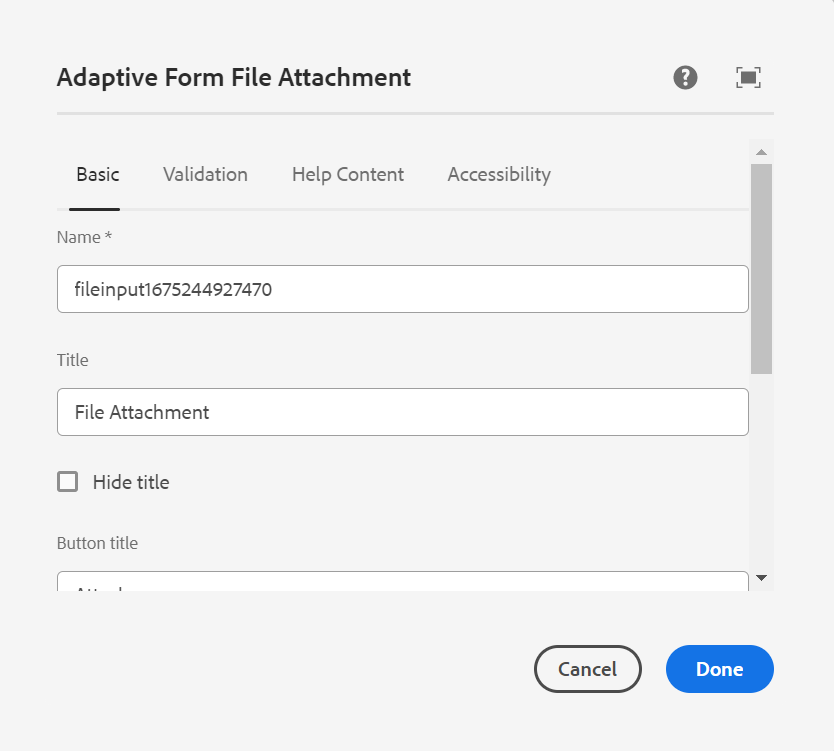 Adaptive Form File Attachment
Basic Validation Help Content Accessibility
Name *
fileinput1675244927470
Title
File Attachment
Hide title
Button title
Cancel Done